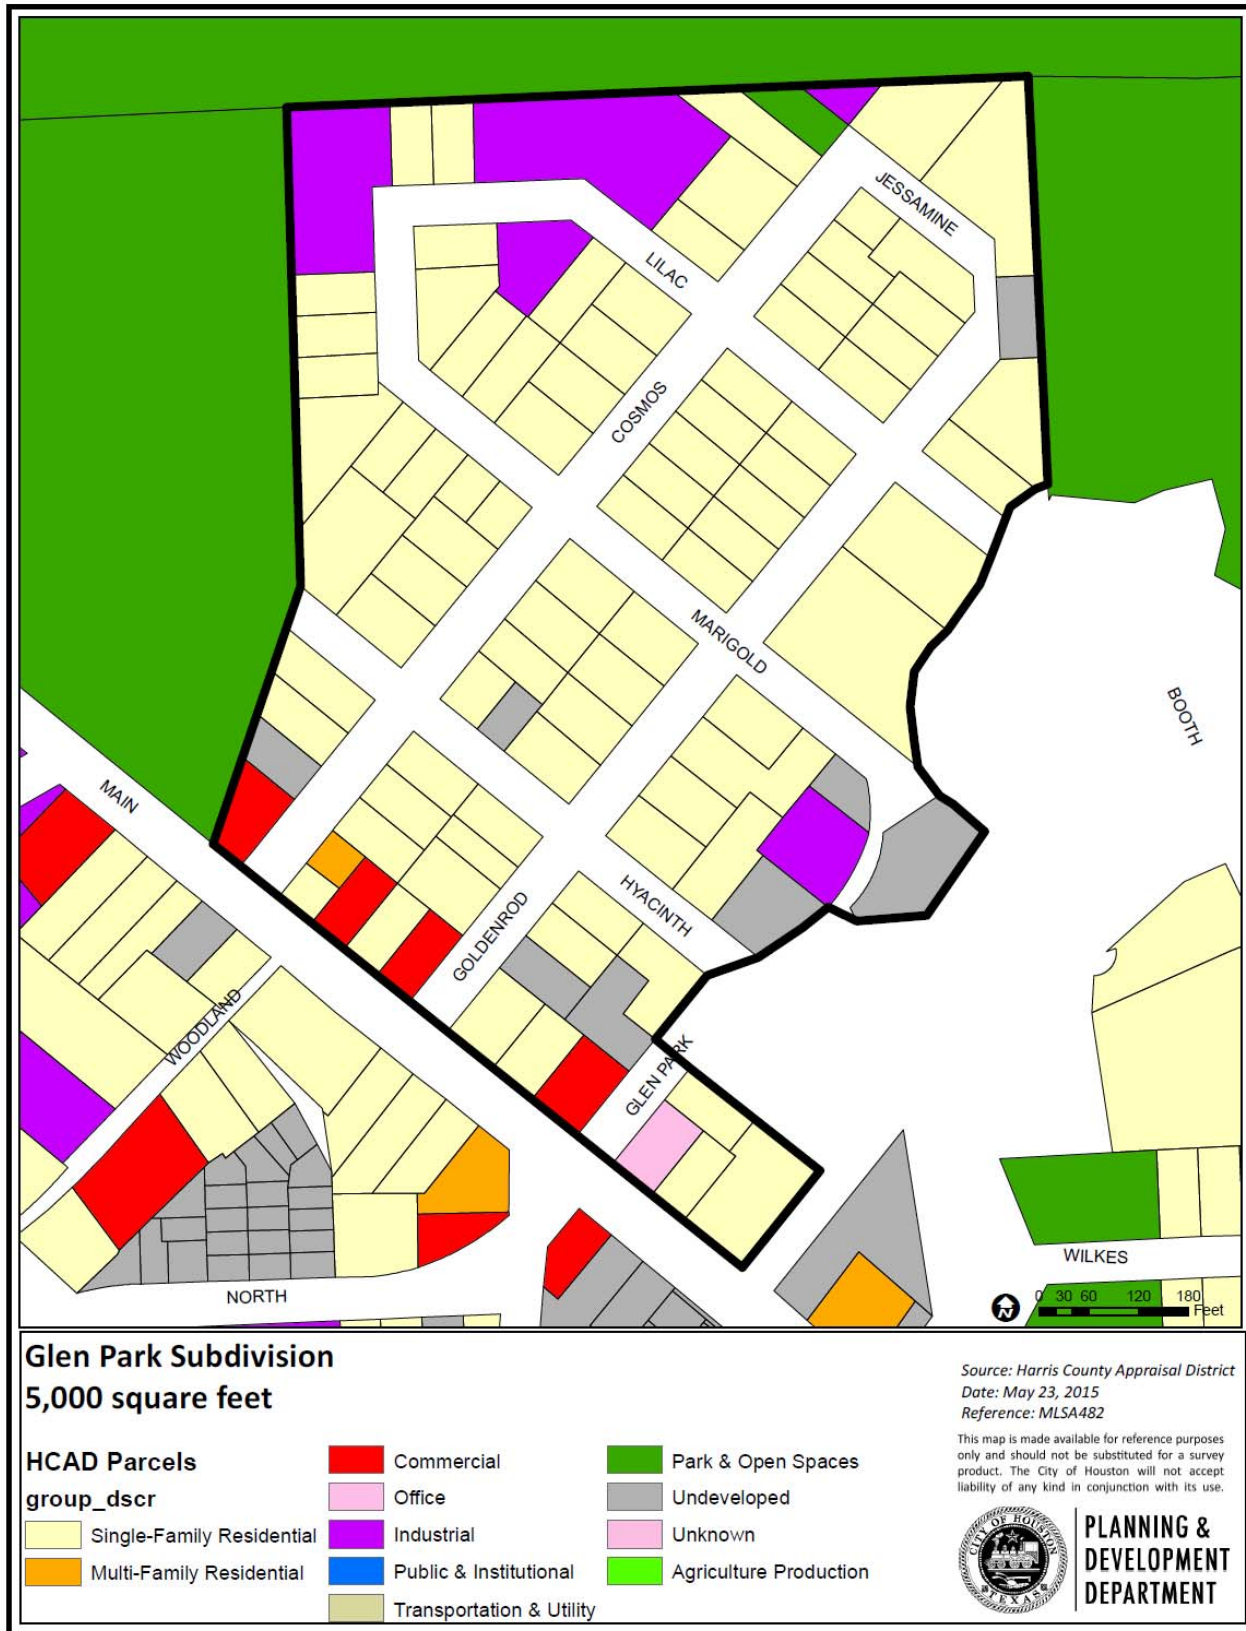 JESSAMINE
LILAC
COSMOS
MARIGOLD
BOOTH
MAIN
HYACINTH
GOLDENROD
WOODLAND
GLEN PARK
WILKES
NORTH
N
0 30 60 120 180
Feet
Glen Park Subdivision
5,000 square feet
Source: Harris County Appraisal District
Date: May 23, 2015
Reference: MLSA482
This map is made available for reference purposes
only and should not be substituted for a survey
product. The City of Houston will not accept
liability of any kind in conjunction with its use.
HCAD Parcels
group_dscr
Single-Family Residential
Multi-Family Residential
Commercial
Office
Industrial
Public & Institutional
Transportation & Utility
Park & Open Spaces
Undeveloped
Unknown
Agriculture Production
CITY OF HOUSTON
TEXAS
PLANNING &
DEVELOPMENT
DEPARTMENT